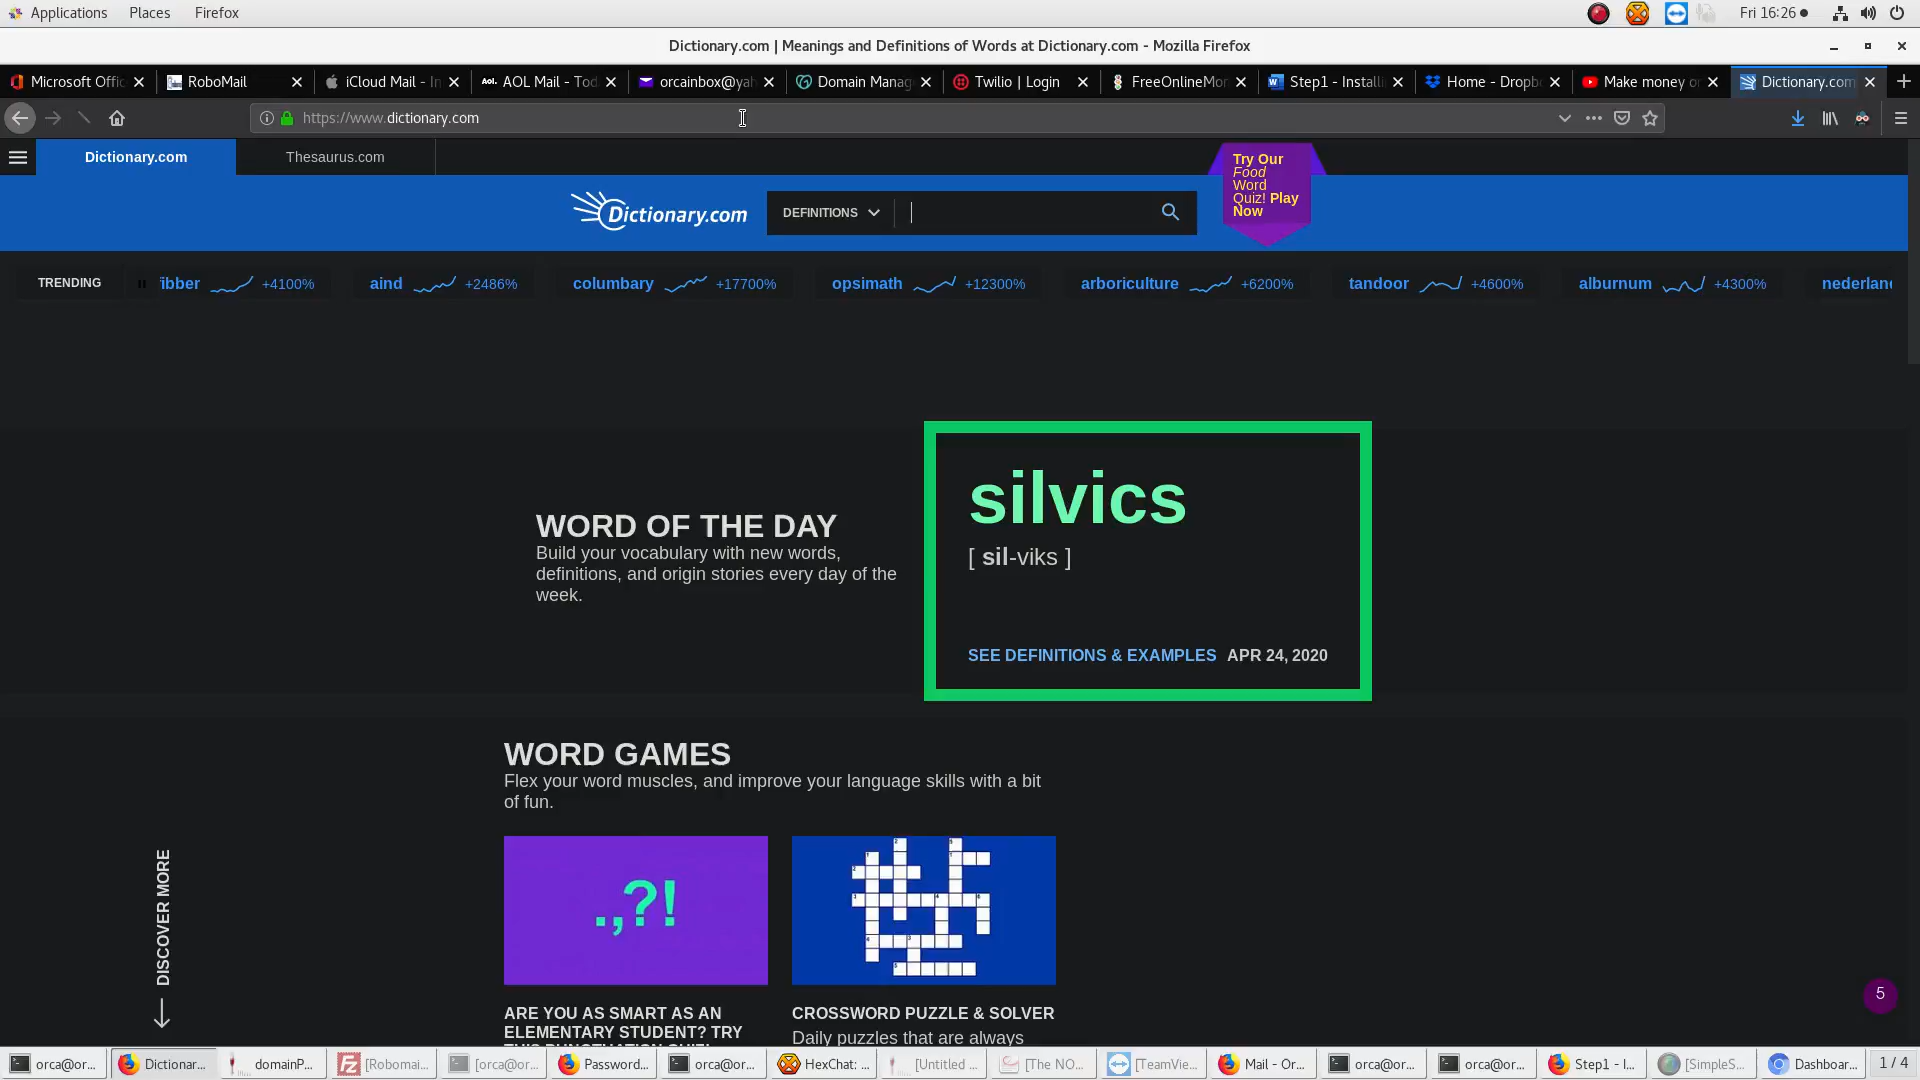 Applications Places Firefox Fri 16:26
Dictionary.com | Meanings and Definitions of Words at Dictionary.com - Mozilla Firefox
Microsoft Offic RoboMail iCloud Mail - In AOL Mail - Tod orcainbox@yah Domain Manag Twilio | Login FreeOnlineMor Step1 - Installi Home - Dropb Make money or Dictionary.com
https://www.dictionary.com
Dictionary.com Thesaurus.com
Try Our
Food
Word
Quiz! Play
Now
Dictionary.com DEFINITIONS
TRENDING ibber +4100% aind +2486% columbary +17700% opsimath +12300% arboriculture +6200% tandoor +4600% alburnum +4300% nederland
WORD OF THE DAY
Build your vocabulary with new words,
definitions, and origin stories every day of the
week.
silvics
[ sil-viks ]
SEE DEFINITIONS & EXAMPLES APR 24, 2020
WORD GAMES
Flex your word muscles, and improve your language skills with a bit
of fun.
.,?!
DISCOVER MORE
ARE YOU AS SMART AS AN
ELEMENTARY STUDENT? TRY
THIS PUNCTUATION QUIZ!
CROSSWORD PUZZLE & SOLVER
Daily puzzles that are always
5
orca@or... Dictionar... domainP... [Robomai... [orca@or... Password... orca@or... HexChat: ... [Untitled ... [The NO... [TeamVie... Mail - Or... orca@or... orca@or... Step1 - I... [SimpleS... Dashboar... 1 / 4